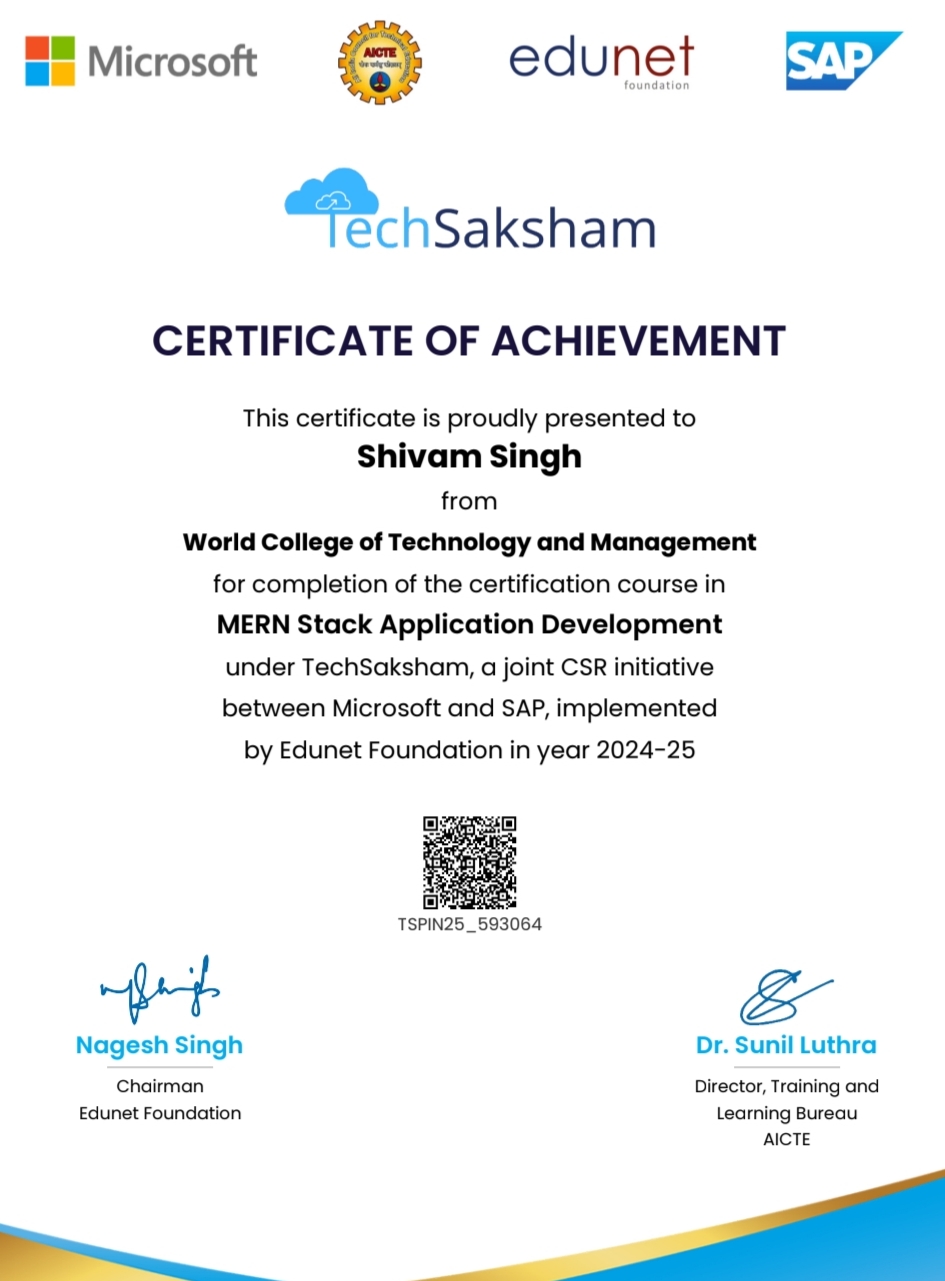 Microsoft
AICTE
edunet
foundation
SAP
TechSaksham
CERTIFICATE OF ACHIEVEMENT
This certificate is proudly presented to
Shivam Singh
from
World College of Technology and Management
for completion of the certification course in
MERN Stack Application Development
under TechSaksham, a joint CSR initiative
between Microsoft and SAP, implemented
by Edunet Foundation in year 2024-25
TSPIN25_593064
Nagesh Singh
Chairman
Edunet Foundation
Dr. Sunil Luthra
Director, Training and
Learning Bureau
AICTE